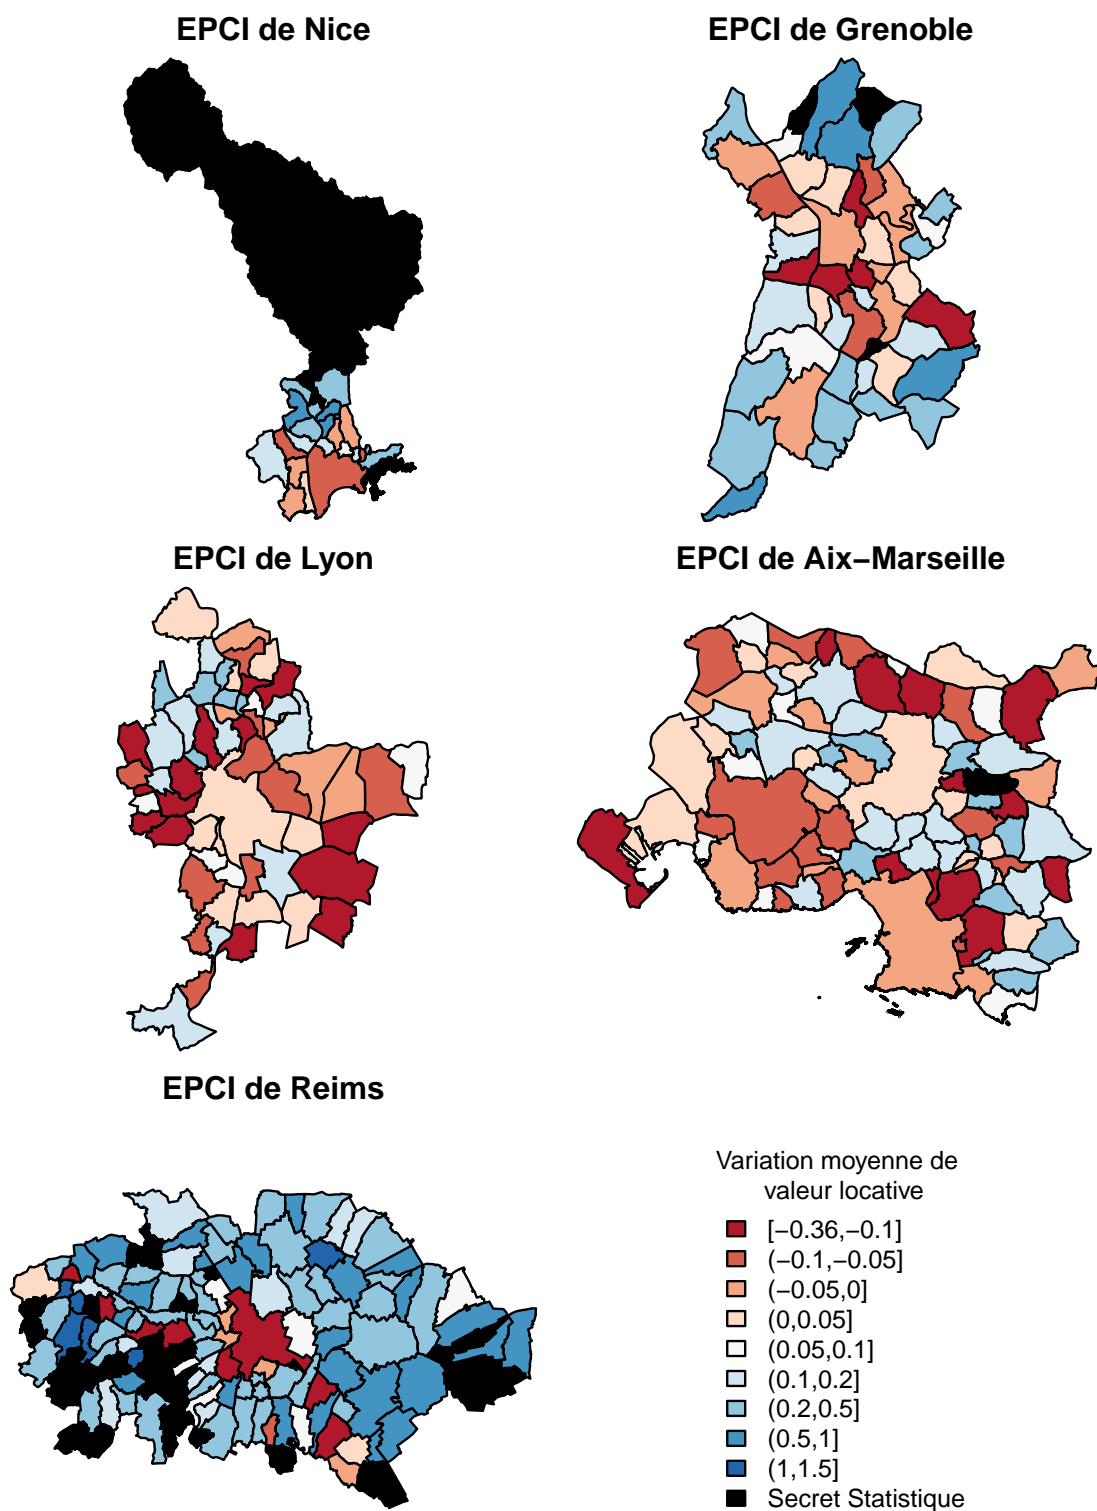 EPCI de Nice
EPCI de Grenoble
EPCI de Lyon
EPCI de Aix−Marseille
EPCI de Reims
Variation moyenne de
valeur locative
[−0.36,−0.1]
(−0.1,−0.05]
(−0.05,0]
(0,0.05]
(0.05,0.1]
(0.1,0.2]
(0.2,0.5]
(0.5,1]
(1,1.5]
Secret Statistique